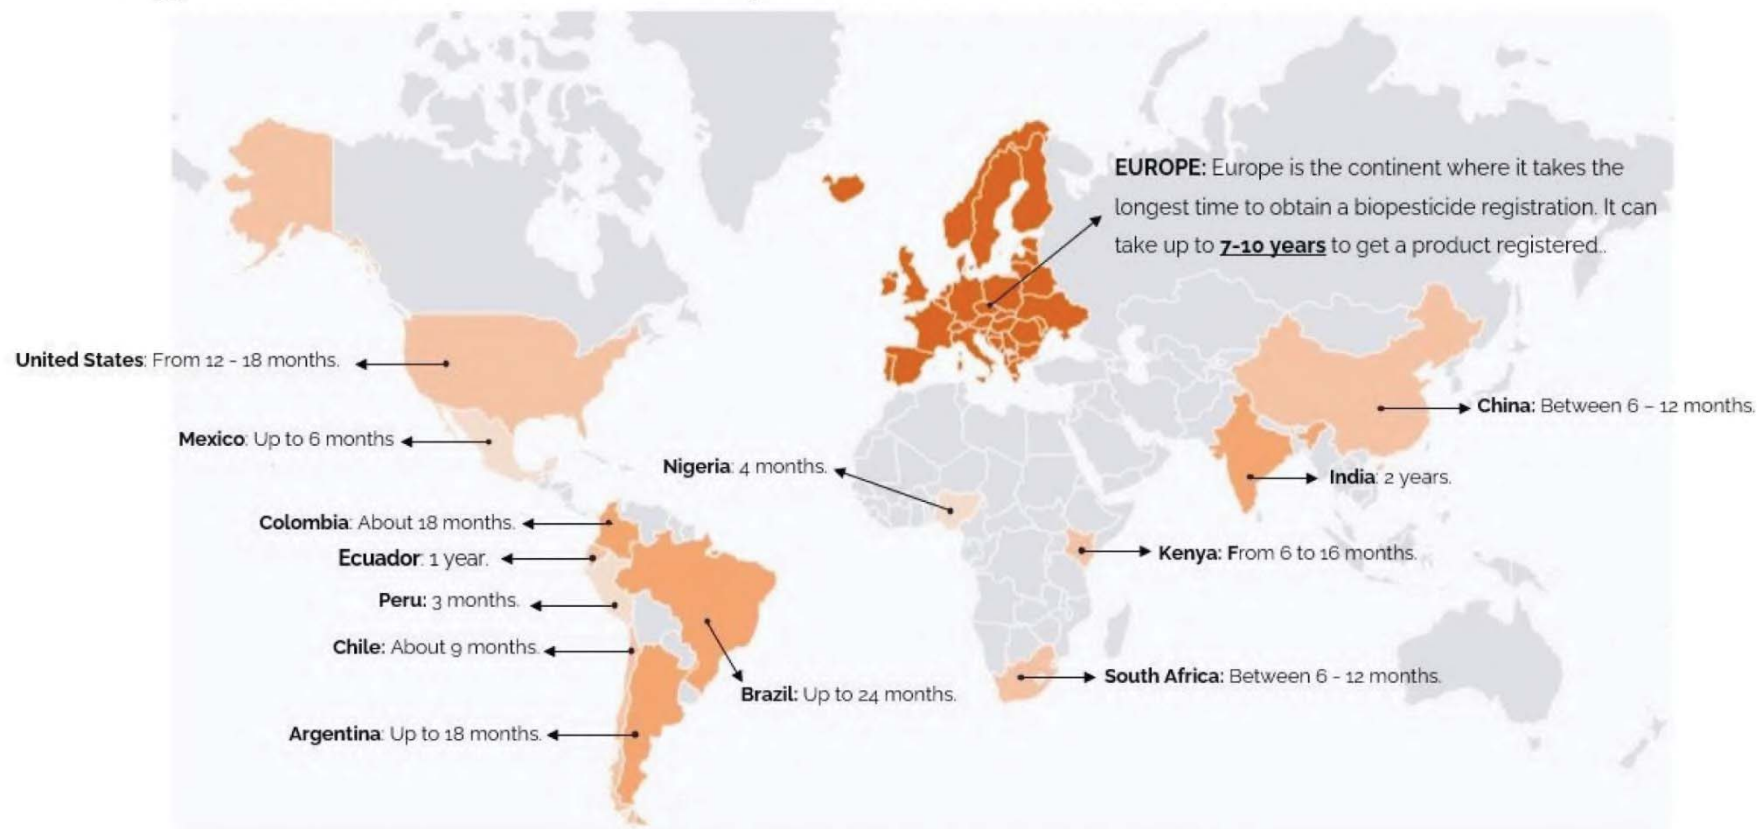 EUROPE: Europe is the continent where it takes the
longest time to obtain a biopesticide registration. It can
take up to 7-10 years to get a product registered..
United States: From 12 - 18 months.
China: Between 6 – 12 months.
Mexico: Up to 6 months
Nigeria: 4 months.
India: 2 years.
Colombia: About 18 months.
Ecuador: 1 year.
Kenya: From 6 to 16 months.
Peru: 3 months.
Chile: About 9 months.
South Africa: Between 6 - 12 months.
Brazil: Up to 24 months.
Argentina: Up to 18 months.